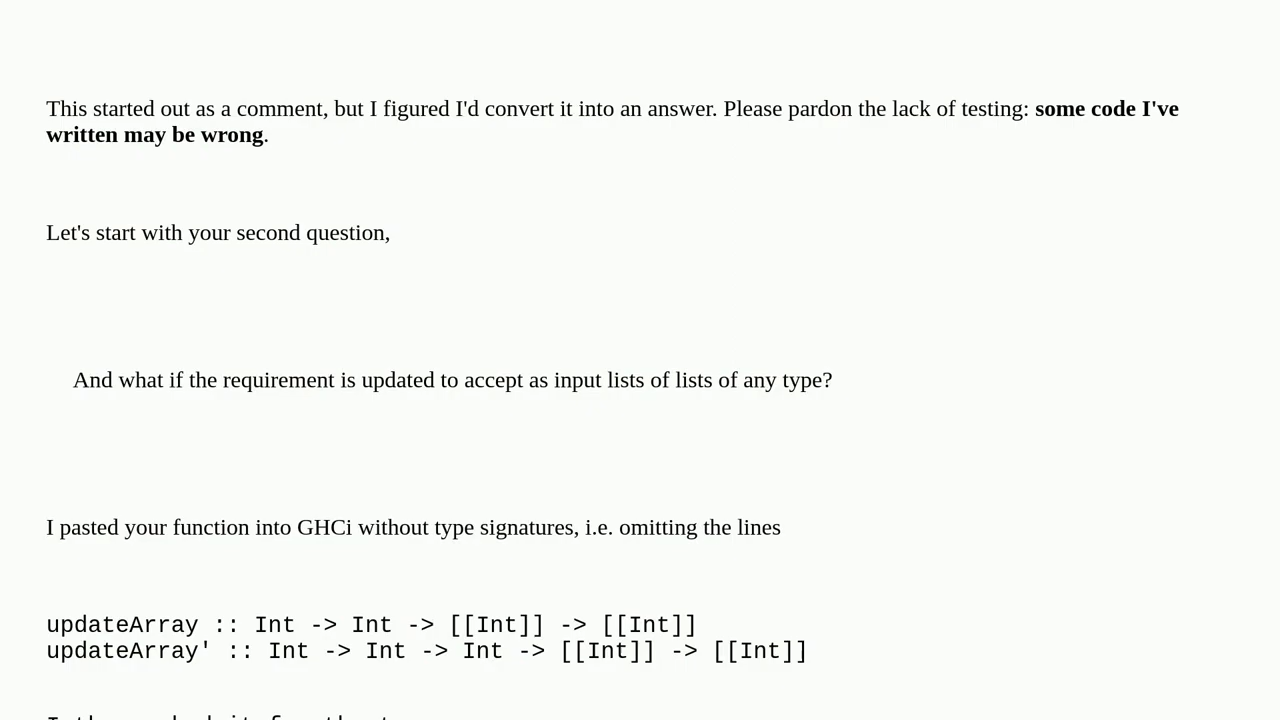 This started out as a comment, but I figured I'd convert it into an answer. Please pardon the lack of testing: some code I've
written may be wrong.
Let's start with your second question,
And what if the requirement is updated to accept as input lists of lists of any type?
I pasted your function into GHCi without type signatures, i.e. omitting the lines
updateArray :: Int -> Int -> [[Int]] -> [[Int]]
updateArray' :: Int -> Int -> Int -> [[Int]] -> [[Int]]